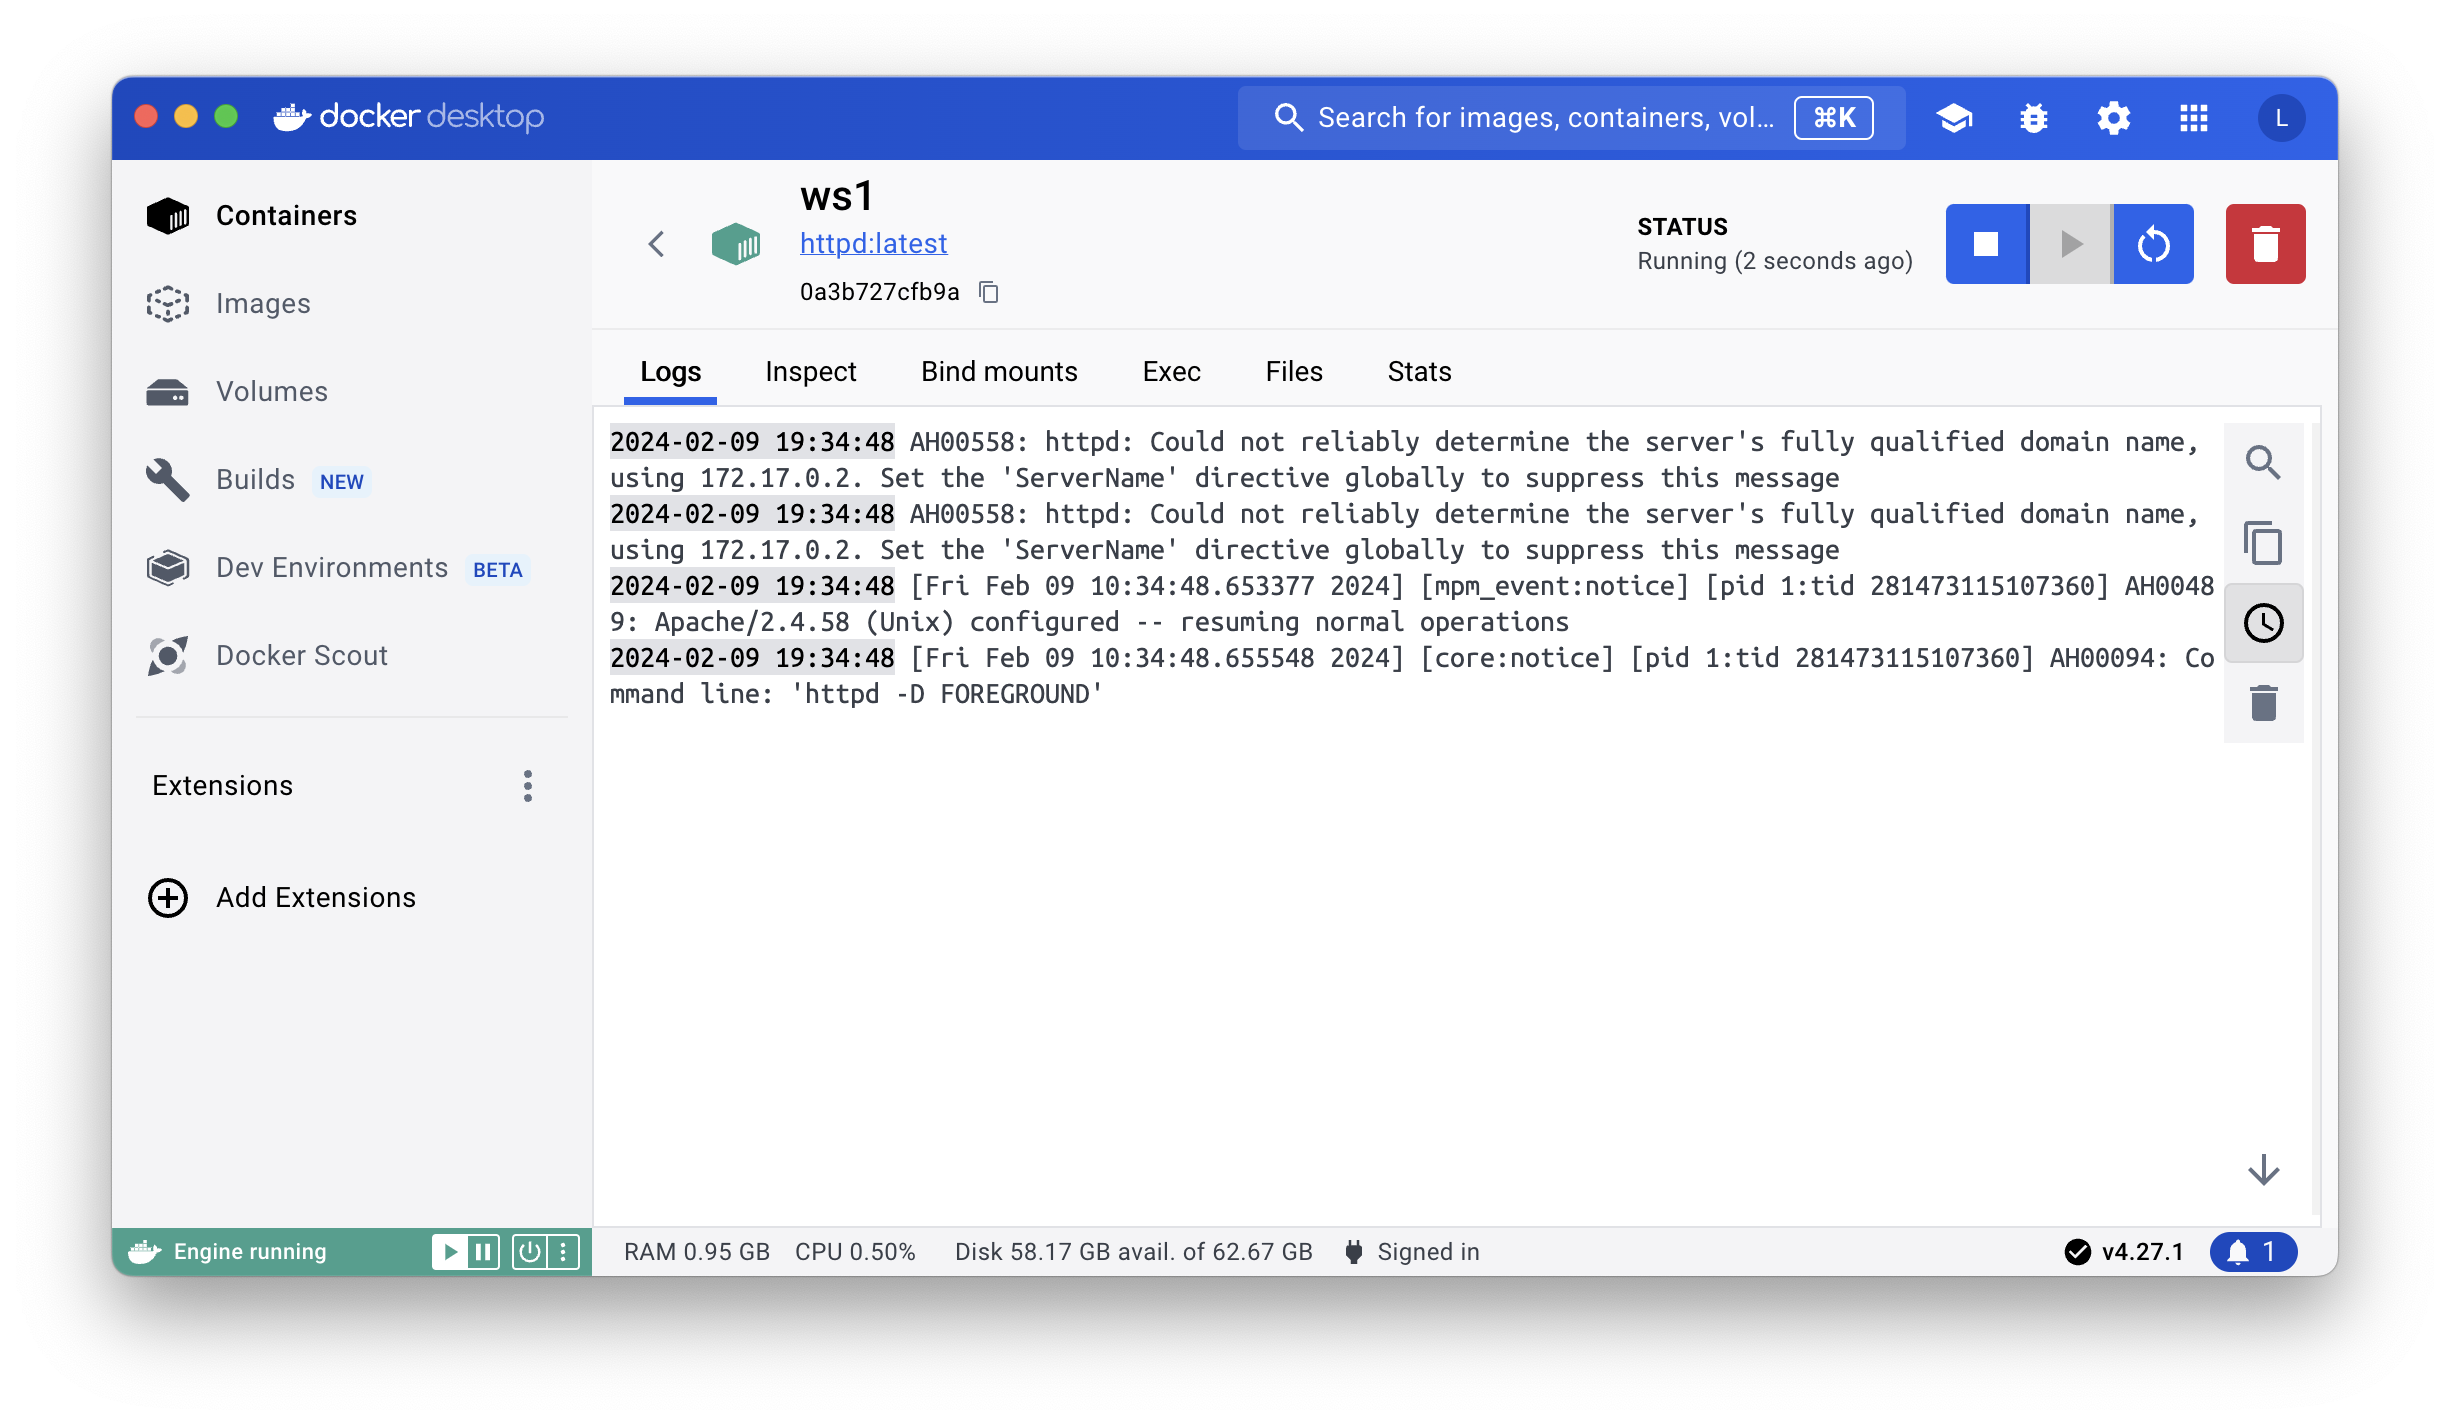 docker desktop
Search for images, containers, vol...
⌘K
L
Containers
Images
Volumes
Builds NEW
Dev Environments BETA
Docker Scout
Extensions
Add Extensions
ws1
httpd:latest
0a3b727cfb9a
STATUS
Running (2 seconds ago)
Logs Inspect Bind mounts Exec Files Stats
2024-02-09 19:34:48 AH00558: httpd: Could not reliably determine the server's fully qualified domain name,
using 172.17.0.2. Set the 'ServerName' directive globally to suppress this message
2024-02-09 19:34:48 AH00558: httpd: Could not reliably determine the server's fully qualified domain name,
using 172.17.0.2. Set the 'ServerName' directive globally to suppress this message
2024-02-09 19:34:48 [Fri Feb 09 10:34:48.653377 2024] [mpm_event:notice] [pid 1:tid 281473115107360] AH0048
9: Apache/2.4.58 (Unix) configured -- resuming normal operations
2024-02-09 19:34:48 [Fri Feb 09 10:34:48.655548 2024] [core:notice] [pid 1:tid 281473115107360] AH00094: Co
mmand line: 'httpd -D FOREGROUND'
Engine running
RAM 0.95 GB CPU 0.50% Disk 58.17 GB avail. of 62.67 GB Signed in
v4.27.1
1